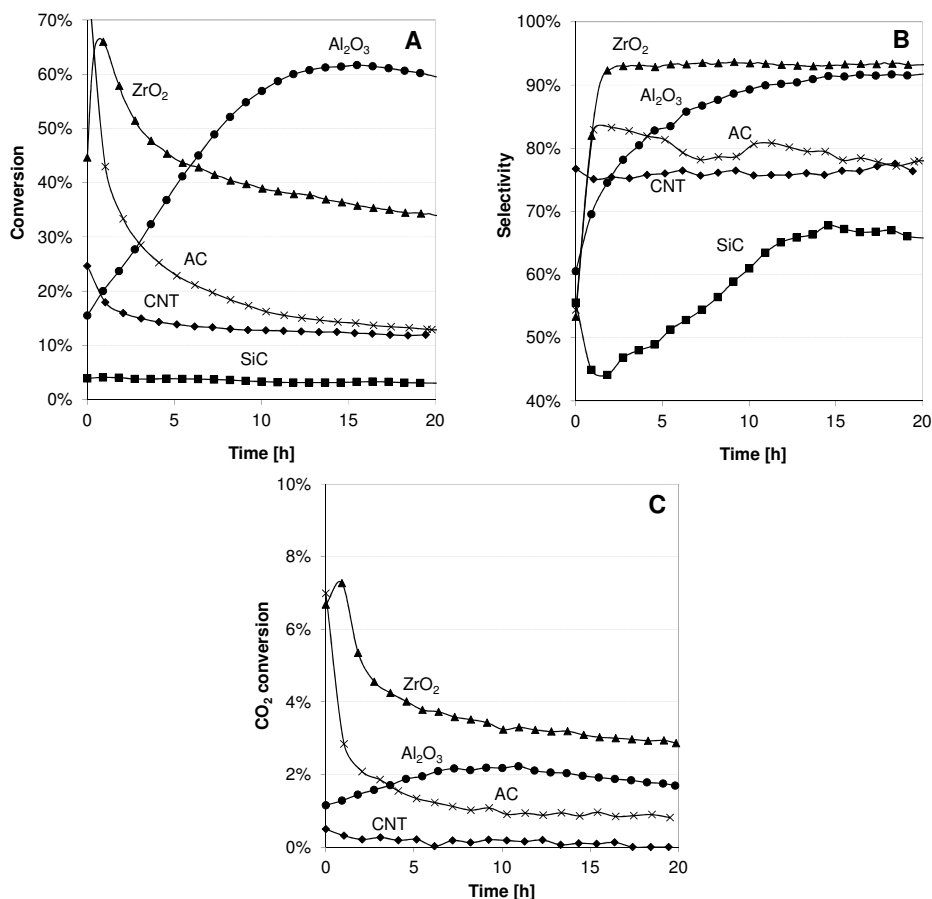 A
70%
60%
50%
40%
30%
20%
10%
0%
Conversion
Al₂O₃
ZrO₂
AC
CNT
SiC
0 5 10 15 20
Time [h]
B
100%
90%
80%
70%
60%
50%
40%
Selectivity
ZrO₂
Al₂O₃
AC
CNT
SiC
0 5 10 15 20
Time [h]
C
10%
8%
6%
4%
2%
0%
CO₂ conversion
ZrO₂
Al₂O₃
AC
CNT
0 5 10 15 20
Time [h]